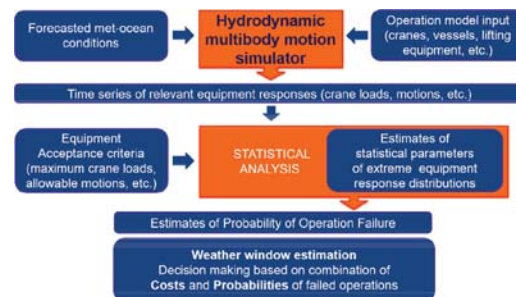 Forecasted met-ocean
conditions
Hydrodynamic
multibody motion
simulator
Operation model input
(cranes, vessels, lifting
equipment, etc.)
Time series of relevant equipment responses (crane loads, motions, etc.)
Equipment
Acceptance criteria
(maximum crane loads,
allowable motions, etc.)
STATISTICAL
ANALYSIS
Estimates of
statistical parameters
of extreme equipment
response distributions
Estimates of Probability of Operation Failure
Weather window estimation
Decision making based on combination of
Costs and Probabilities of failed operations